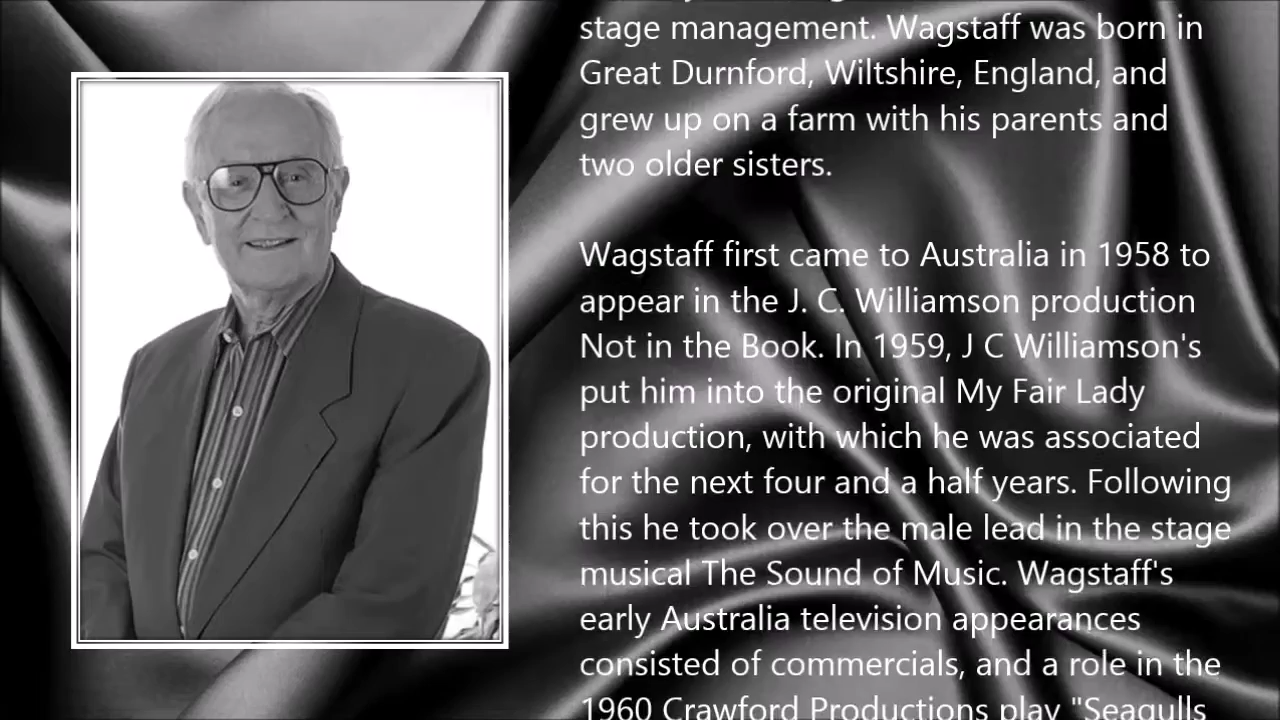 stage management. Wagstaff was born in
Great Durnford, Wiltshire, England, and
grew up on a farm with his parents and
two older sisters.
Wagstaff first came to Australia in 1958 to
appear in the J. C. Williamson production
Not in the Book. In 1959, J C Williamson's
put him into the original My Fair Lady
production, with which he was associated
for the next four and a half years. Following
this he took over the male lead in the stage
musical The Sound of Music. Wagstaff's
early Australia television appearances
consisted of commercials, and a role in the
1960 Crawford Productions play "Seagulls